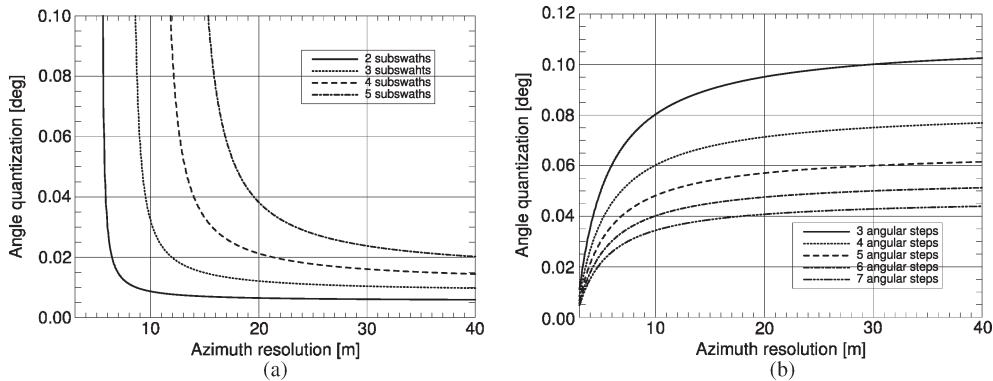 0.10
0.08
0.06
0.04
0.02
0.00
Angle quantization [deg]
2 subswaths
3 subswahts
4 subswaths
5 subswaths
10
20
30
40
Azimuth resolution [m]
(a)
0.12
0.10
0.08
0.06
0.04
0.02
0.00
Angle quantization [deg]
3 angular steps
4 angular steps
5 angular steps
6 angular steps
7 angular steps
10
20
30
40
Azimuth resolution [m]
(b)